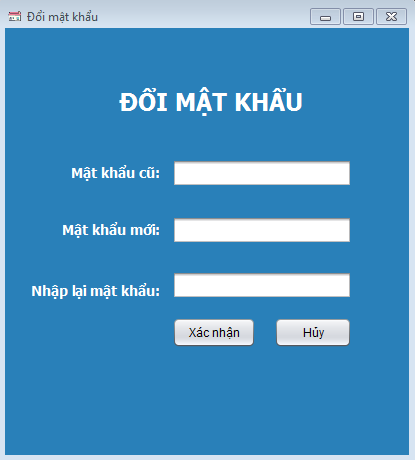 Đổi mật khẩu
ĐỔI MẬT KHẨU
Mật khẩu cũ:
Mật khẩu mới:
Nhập lại mật khẩu:
Xác nhận Hủy